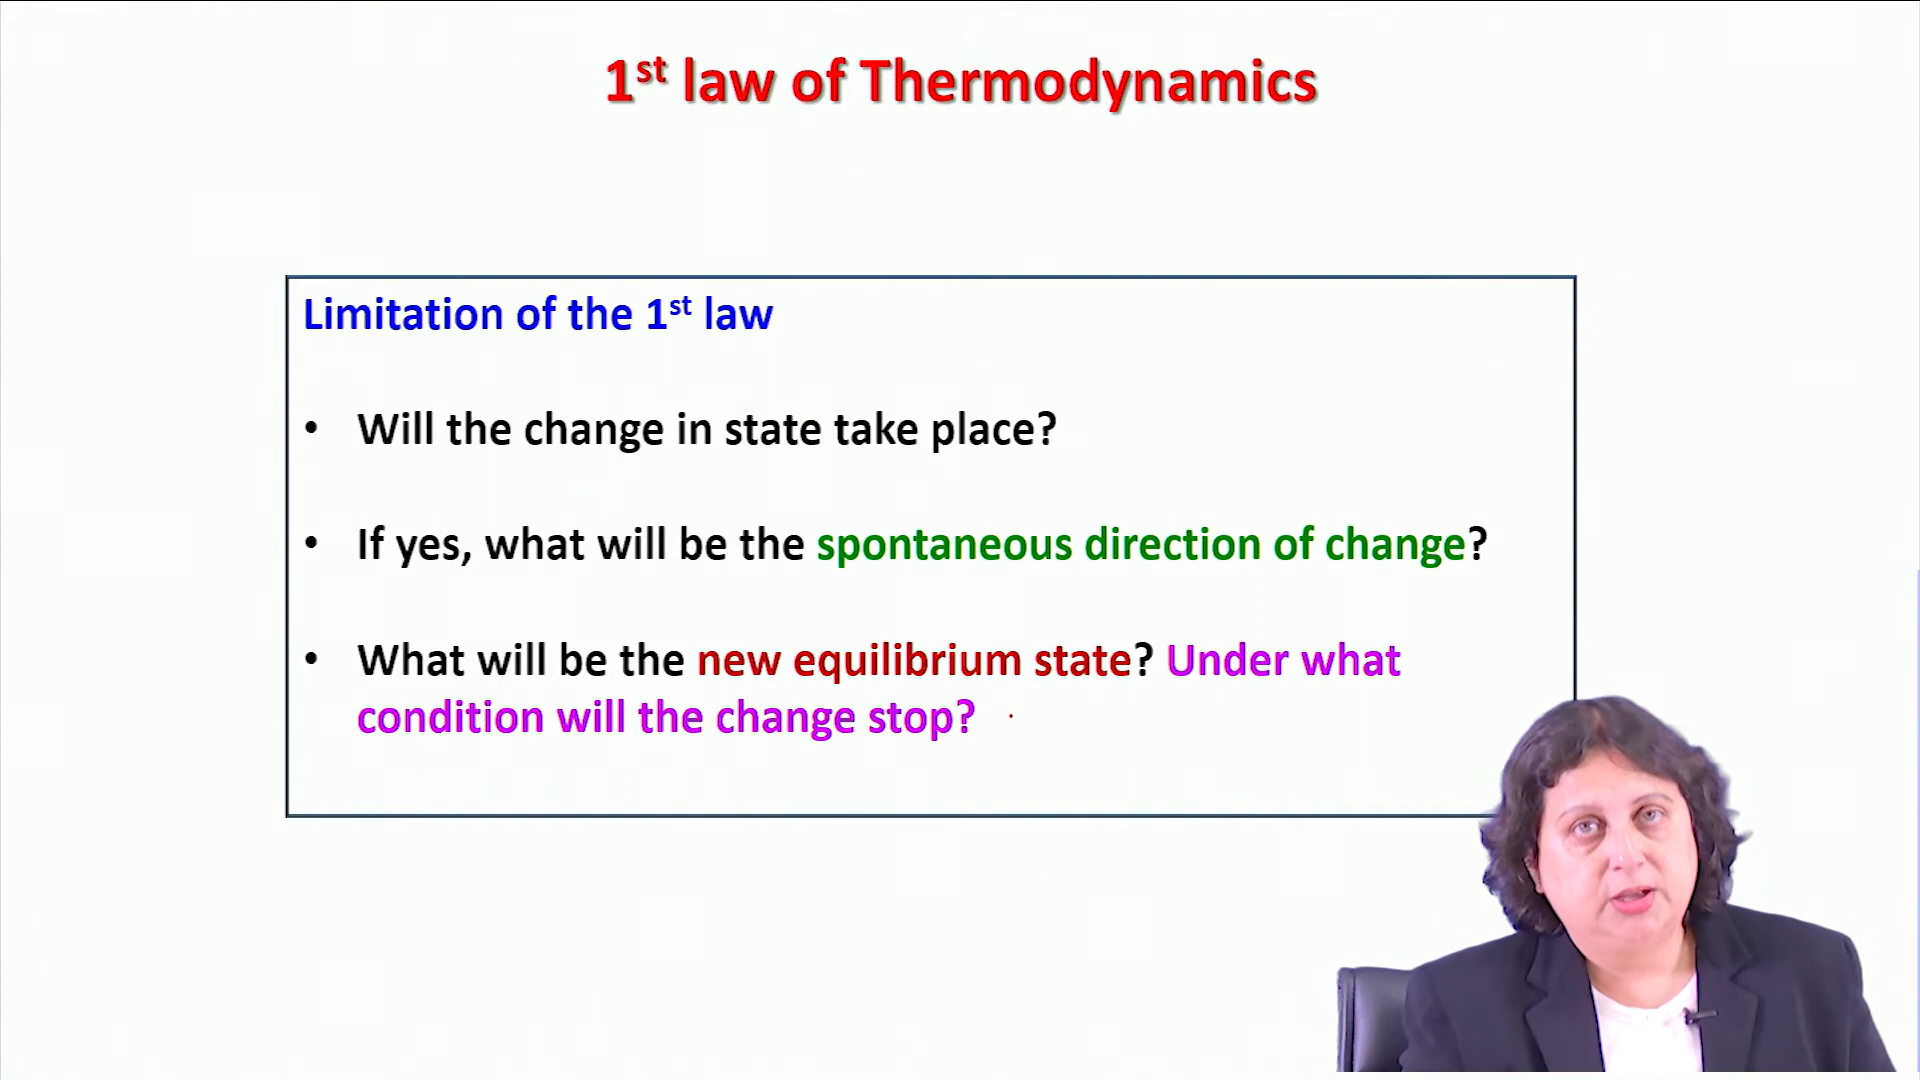 1st law of Thermodynamics
Limitation of the 1st law
• Will the change in state take place?
• If yes, what will be the spontaneous direction of change?
• What will be the new equilibrium state? Under what
condition will the change stop?